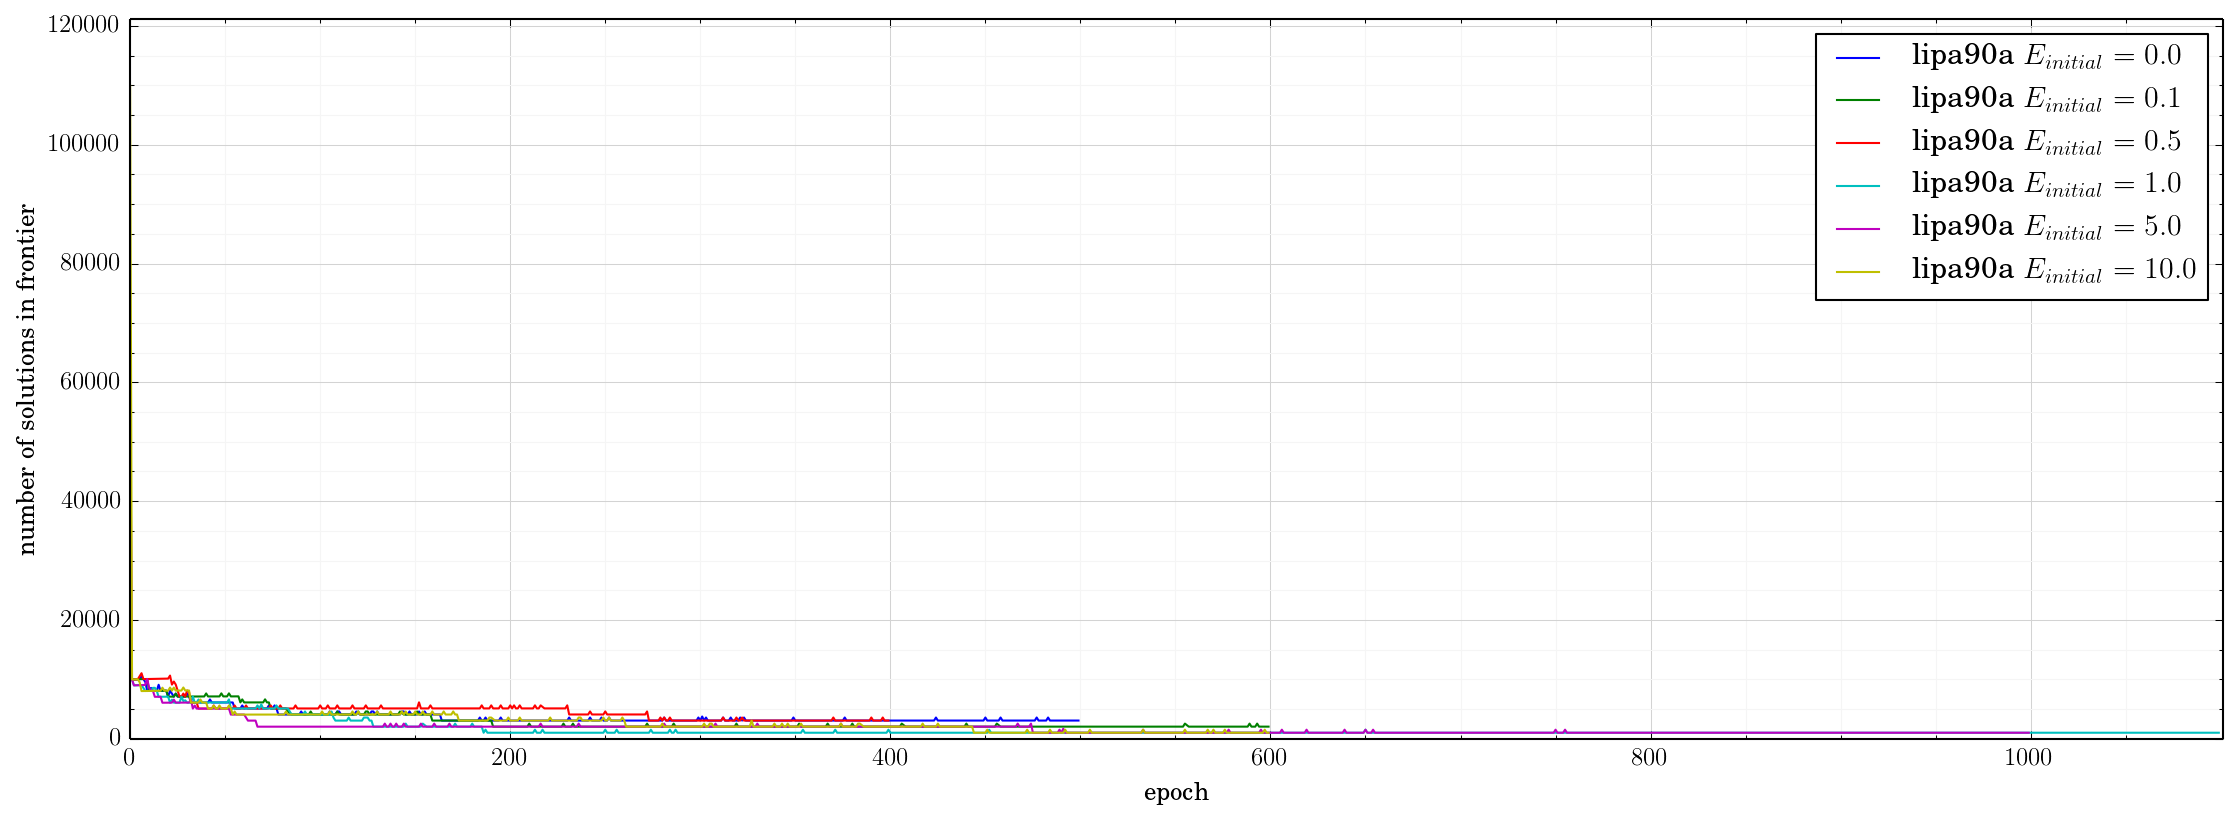 120000
100000
80000
60000
40000
20000
0
number of solutions in frontier
0 200 400 600 800 1000
epoch
lipa90a E_{initial} = 0.0
lipa90a E_{initial} = 0.1
lipa90a E_{initial} = 0.5
lipa90a E_{initial} = 1.0
lipa90a E_{initial} = 5.0
lipa90a E_{initial} = 10.0